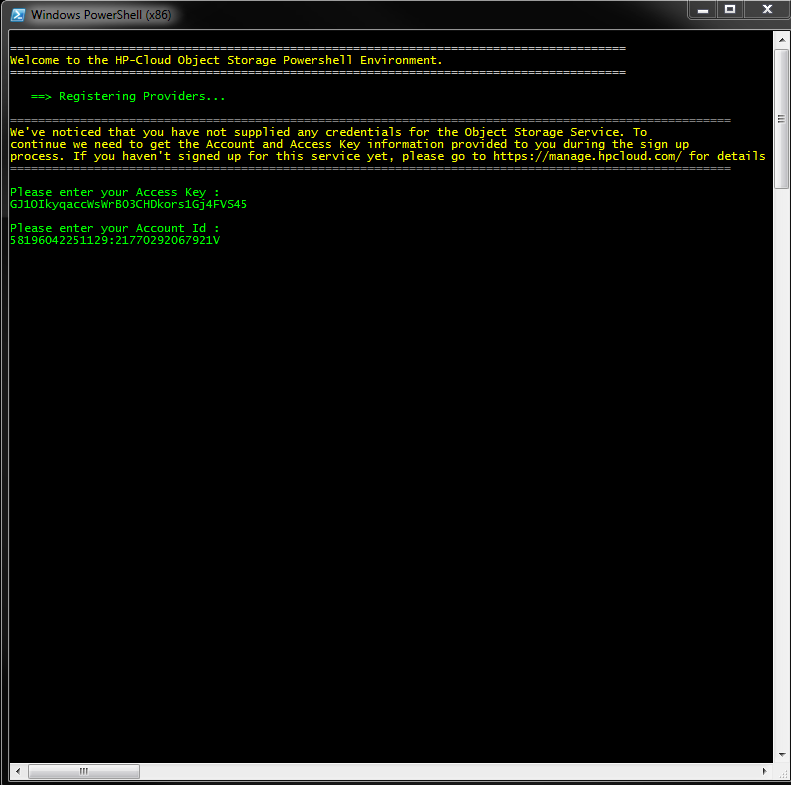 Windows PowerShell (x86)
================================================================================
Welcome to the HP-Cloud Object Storage Powershell Environment.
================================================================================
==> Registering Providers...
=======================================================================================================
We've noticed that you have not supplied any credentials for the Object Storage Service. To
continue we need to get the Account and Access Key information provided to you during the sign up
process. If you haven't signed up for this service yet, please go to https://manage.hpcloud.com/ for details
=======================================================================================================
Please enter your Access Key :
GJ1OIkyqaccWsWrBO3CHDkors1Gj4FVS45
Please enter your Account Id :
58196042251129:21770292067921V